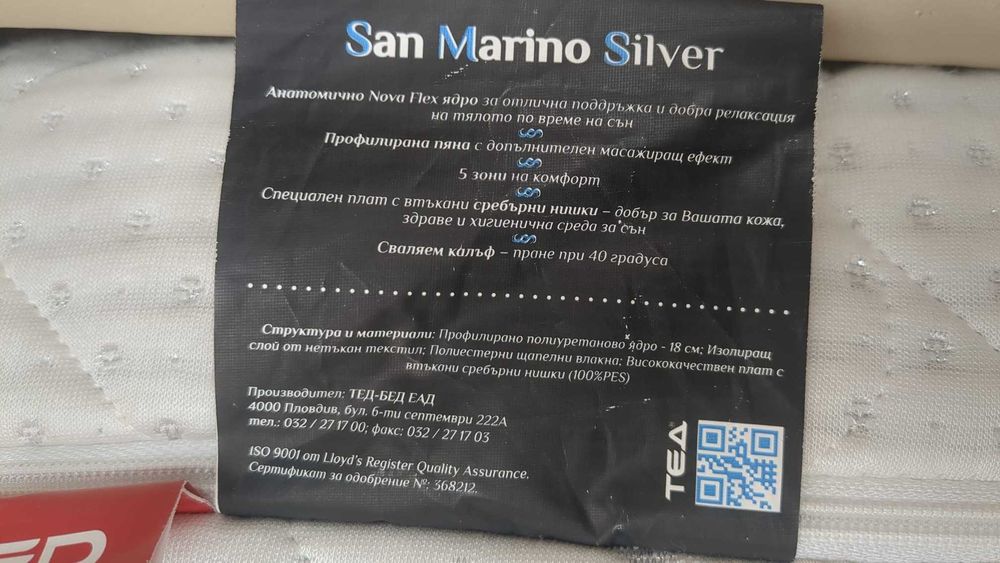 San Marino Silver
Анатомично Nova Flex ядро за отлична поддръжка и добра релаксация
на тялото по време на сън
Профилирана пяна с допълнителен масажиращ ефект
5 зони на комфорт
Специален плат с втъкани сребърни нишки – добър за Вашата кожа,
здраве и хигиенична среда за сън
Сваляем калъф – пране при 40 градуса
Структура и материали: Профилирано полиуретаново ядро - 18 см; Изолиращ
слой от нетъкан текстил; Полиестерни щапелни влакна; Висококачествен плат с
втъкани сребърни нишки (100%PES)
Производител: ТЕД-БЕД ЕАД
4000 Пловдив, бул. 6-ти септември 222А
тел.: 032 / 27 17 00; факс: 032 / 27 17 03
ISO 9001 от Lloyd's Register Quality Assurance.
Сертификат за одобрение №: 368212
ТЕД